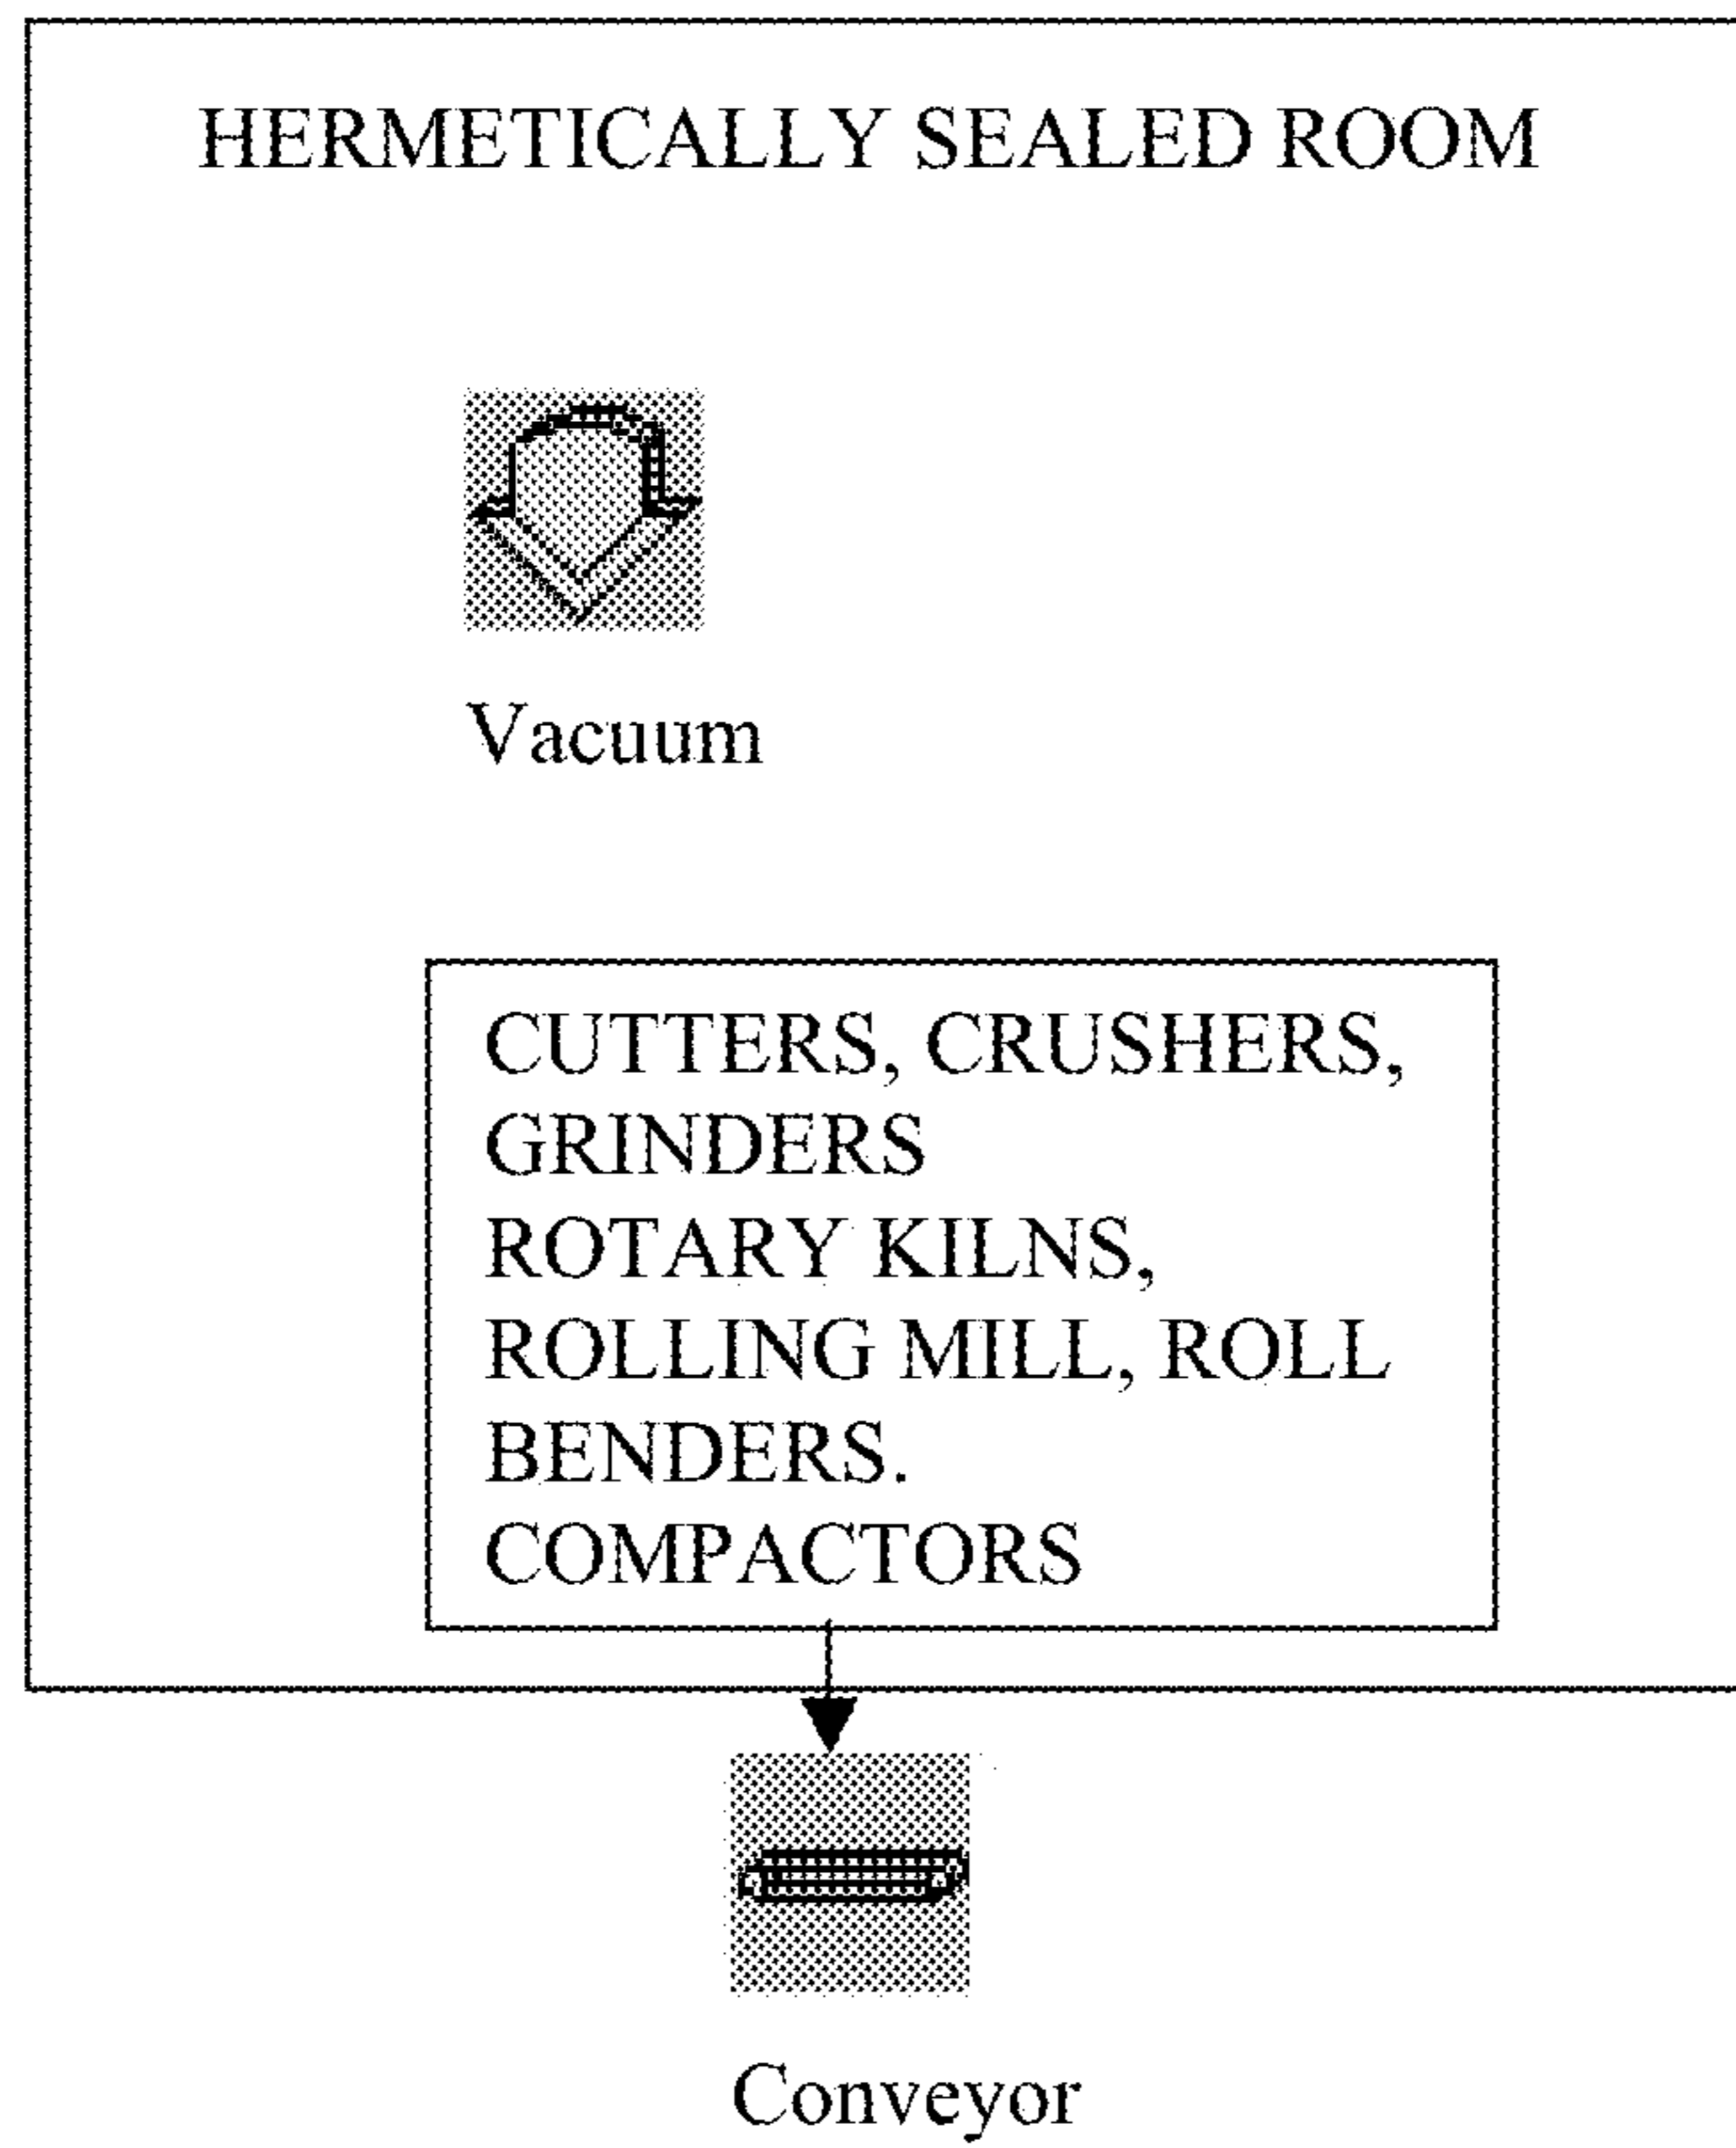 HERMETICALLY SEALED ROOM
Vacuum
CUTTERS, CRUSHERS,
GRINDERS
ROTARY KILNS,
ROLLING MILL, ROLL
BENDERS.
COMPACTORS
Conveyor